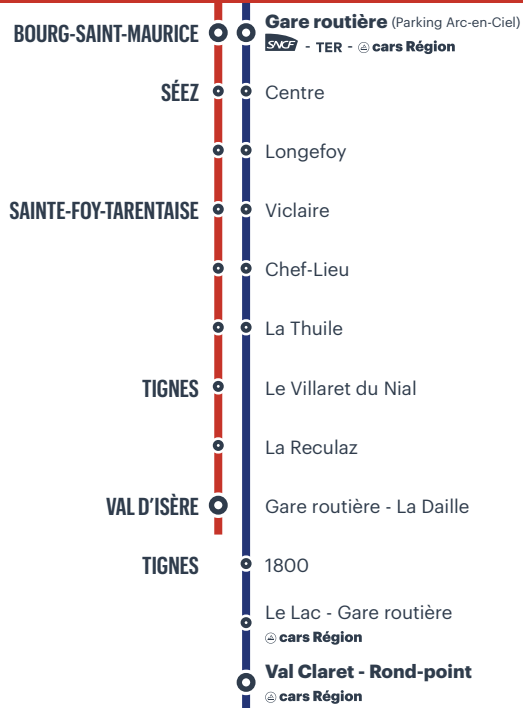 BOURG-SAINT-MAURICE Gare routière (Parking Arc-en-Ciel)
SNCF - TER - cars Région
SÉEZ Centre
Longefoy
SAINTE-FOY-TARENTAISE Viclaire
Chef-Lieu
La Thuile
TIGNES Le Villaret du Nial
La Reculaz
VAL D'ISÈRE Gare routière - La Daille
TIGNES 1800
Le Lac - Gare routière
cars Région
Val Claret - Rond-point
cars Région